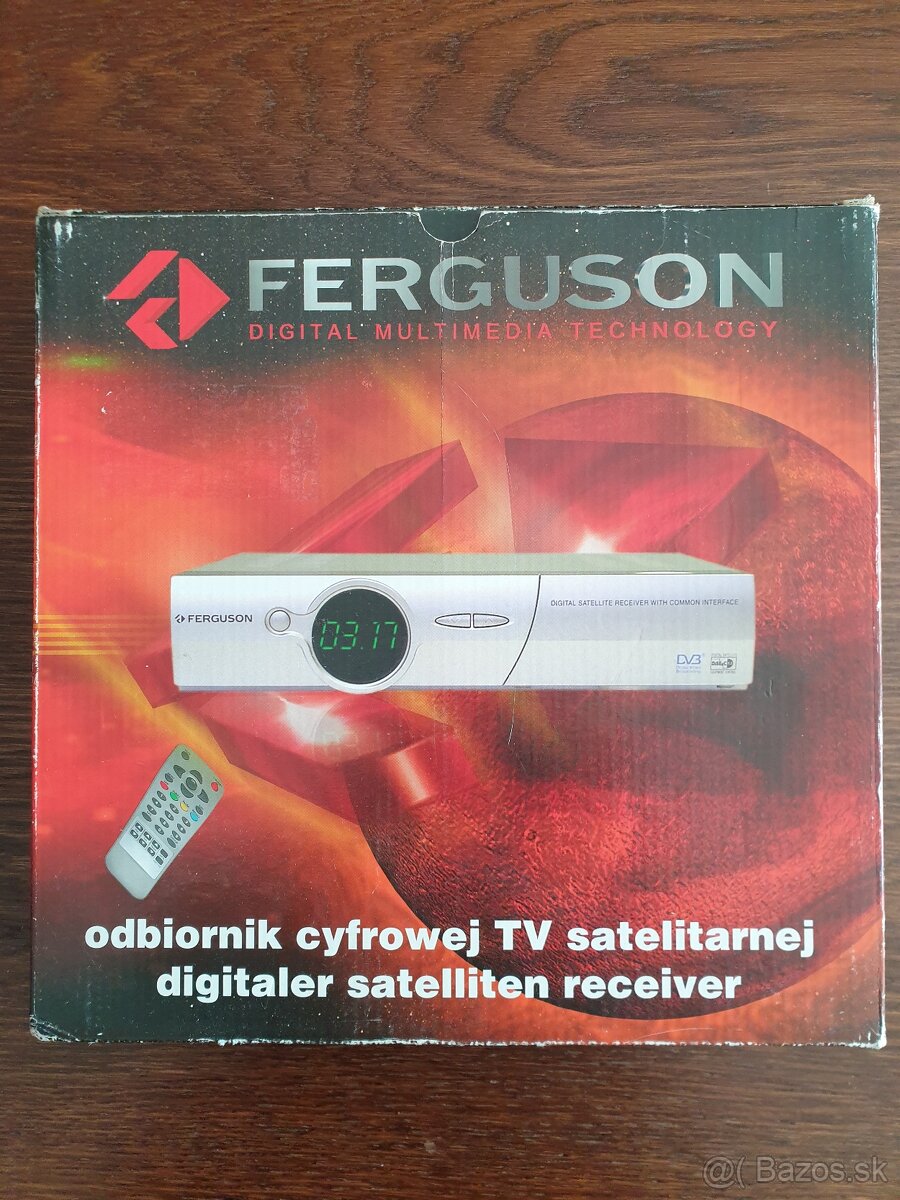 FERGUSON
DIGITAL MULTIMEDIA TECHNOLOGY
FERGUSON
03.17
DIGITAL SATELLITE RECEIVER WITH COMMON INTERFACE
DVB
odbiornik cyfrowej TV satelitarnej
digitaler satelliten receiver
@( Bazos.sk